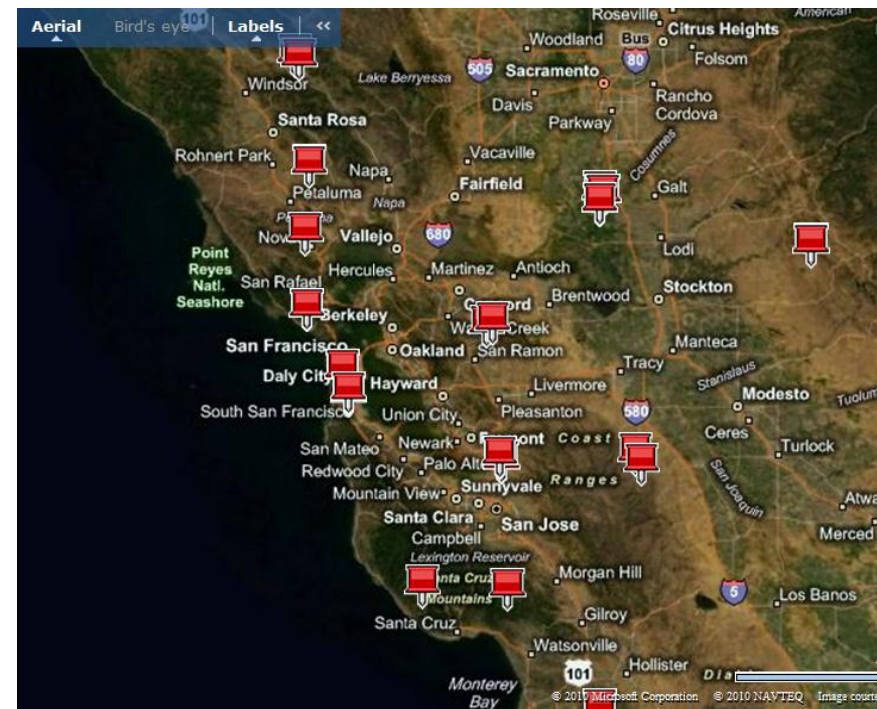 Aerial Bird's eye Labels «
101
Roseville
American
Citrus Heights
Woodland
Bus
80
Folsom
Windsor
Lake Berryessa
505
Sacramento
Davis
Rancho
Cordova
Parkway
Santa Rosa
Cosumnes
Rohnert Park
Vacaville
Napa
Fairfield
Galt
Petaluma
Napa
Vallejo
680
Lodi
Point
Reyes
Natl.
Seashore
San Rafael
Hercules
Martinez
Antioch
Stockton
Brentwood
Berkeley
Creek
Manteca
San Francisco
Oakland
San Ramon
Tracy
Stanislaus
Daly City
Hayward
Livermore
Modesto
South San Francisco
Union City
Pleasanton
580
Ceres
Turlock
San Mateo
Newark
Coast
Ranges
Redwood City
Palo Alto
San Joaquin
Mountain View
Sunnyvale
Santa Clara
San Jose
Campbell
Merced
Lexington Reservoir
Morgan Hill
Mountains
5
Los Banos
Santa Cruz
Gilroy
Watsonville
101
Hollister
Monterey
Bay
© 2010 Microsoft Corporation © 2010 NAVTEQ Image courte